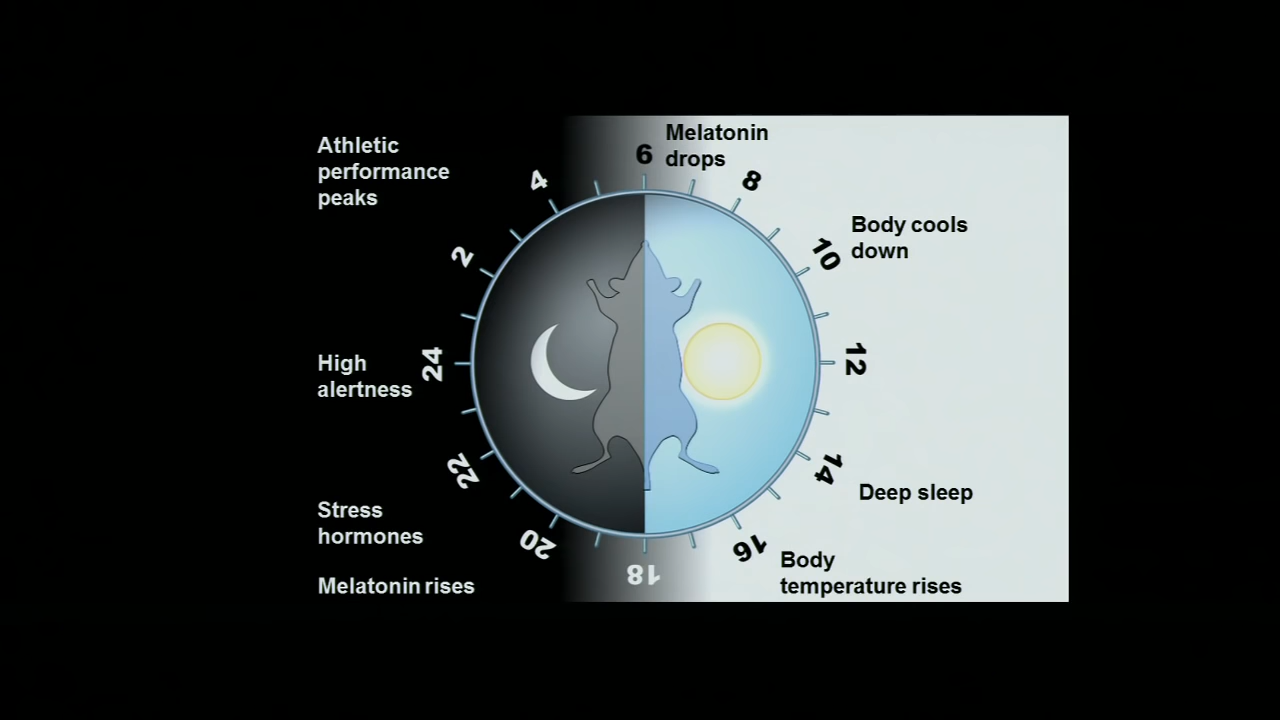 Athletic
performance
peaks
4
6
Melatonin
drops
8
2
10
Body cools
down
High
alertness
24
12
22
14
Deep sleep
Stress
hormones
20
16
Body
temperature rises
18
Melatonin rises